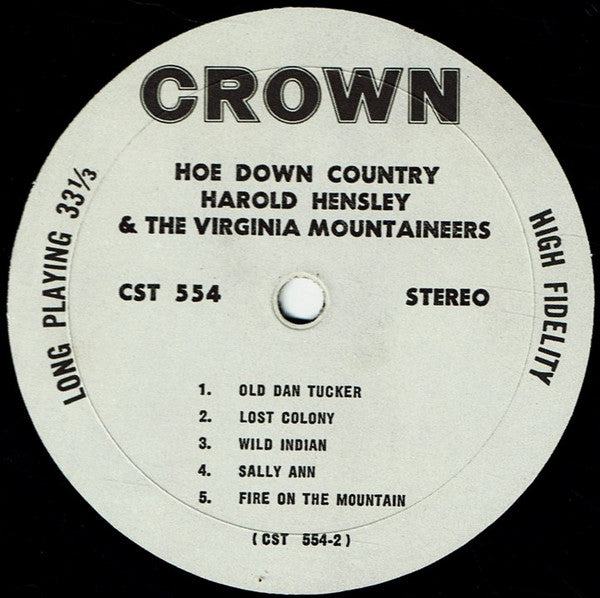 CROWN
HOE DOWN COUNTRY
HAROLD HENSLEY
& THE VIRGINIA MOUNTAINEERS
LONG PLAYING 33⅓
HIGH FIDELITY
CST 554
STEREO
1. OLD DAN TUCKER
2. LOST COLONY
3. WILD INDIAN
4. SALLY ANN
5. FIRE ON THE MOUNTAIN
(CST 554-2)